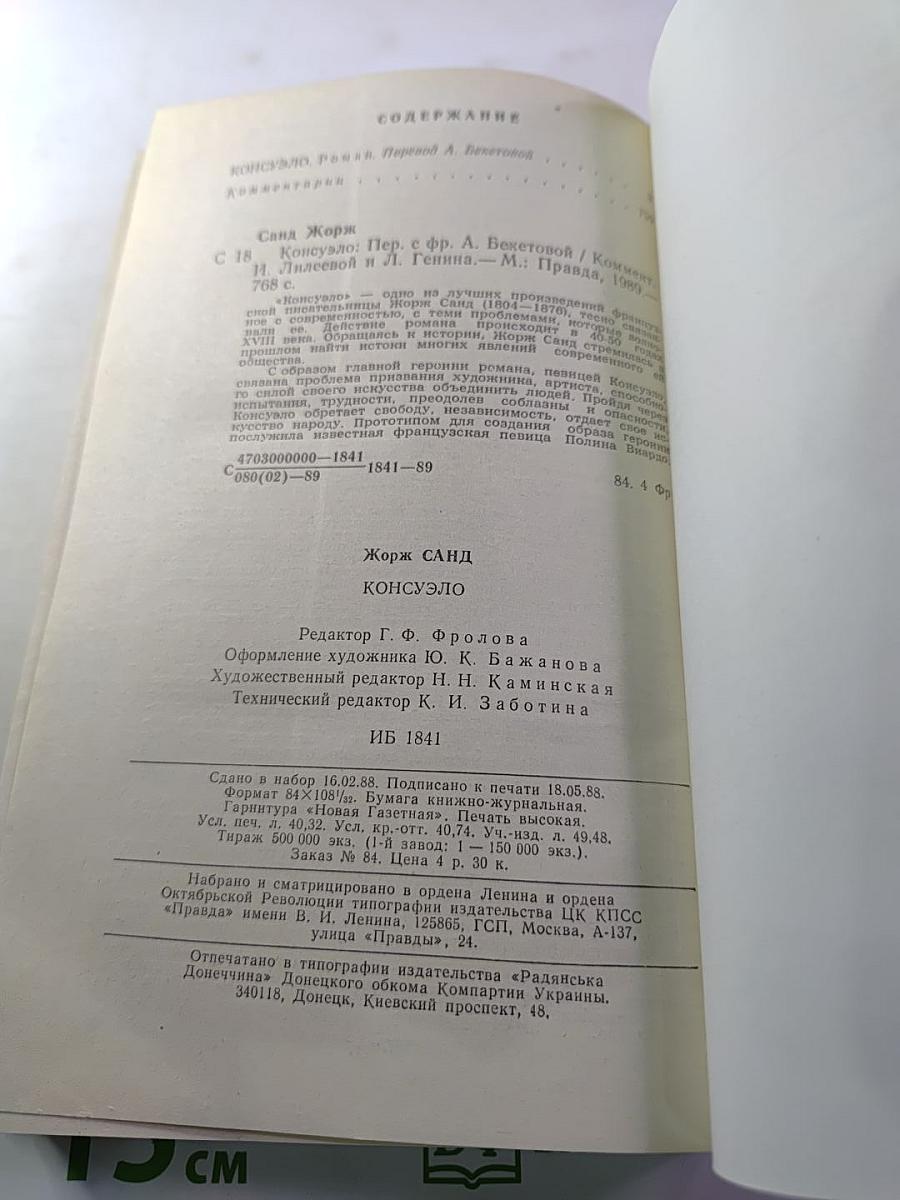 СОДЕРЖАНИЕ
КОНСУЭЛО. Роман. Перевод А. Бекетовой . . . . .
Комментарии . . . . . . . . . . . . . .
Санд Жорж
С 18 Консуэло: Пер. с фр. А. Бекетовой / Коммент.
И. Лилеевой и Л. Генина.— М.: Правда, 1989.—
768 с.
«Консуэло» — одно из лучших произведений француз-
ской писательницы Жорж Санд (1804—1876), тесно связан-
ное с современностью, с теми проблемами, которые волно-
вали ее. Действие романа происходит в 40-50 годах
XVIII века. Обращаясь к истории, Жорж Санд стремилась в
прошлом найти истоки многих явлений современного ей
общества.
С образом главной героини романа, певицей Консуэло,
связана проблема призвания художника, артиста, способно-
го силой своего искусства объединить людей. Пройдя через
испытания, трудности, преодолев соблазны и опасности,
Консуэло обретает свободу, независимость, отдает свое ис-
кусство народу. Прототипом для создания образа героини
послужила известная французская певица Полина Виардо.
С 4703000000—1841
080(02)—89 1841—89
84. 4 Фр
Жорж САНД
КОНСУЭЛО
Редактор Г. Ф. Фролова
Оформление художника Ю. К. Бажанова
Художественный редактор Н. Н. Каминская
Технический редактор К. И. Заботина
ИБ 1841
Сдано в набор 16.02.88. Подписано к печати 18.05.88.
Формат 84×108¹/₃₂. Бумага книжно-журнальная.
Гарнитура «Новая Газетная». Печать высокая.
Усл. печ. л. 40,32. Усл. кр.-отт. 40,74. Уч.-изд. л. 49,48.
Тираж 500 000 экз. (1-й завод: 1 — 150 000 экз.).
Заказ № 84. Цена 4 р. 30 к.
Набрано и сматрицировано в ордена Ленина и ордена
Октябрьской Революции типографии издательства ЦК КПСС
«Правда» имени В. И. Ленина, 125865, ГСП, Москва, А-137,
улица «Правды», 24.
Отпечатано в типографии издательства «Радянська
Донеччина» Донецкого обкома Компартии Украины.
340118, Донецк, Киевский проспект, 48.
15 см